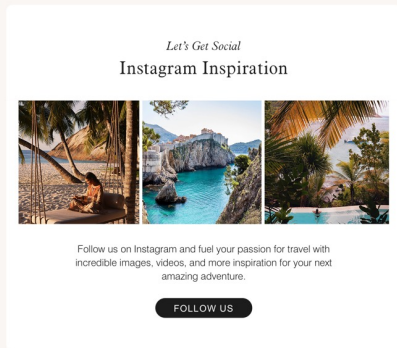 Let's Get Social
Instagram Inspiration
Follow us on Instagram and fuel your passion for travel with
incredible images, videos, and more inspiration for your next
amazing adventure.
FOLLOW US